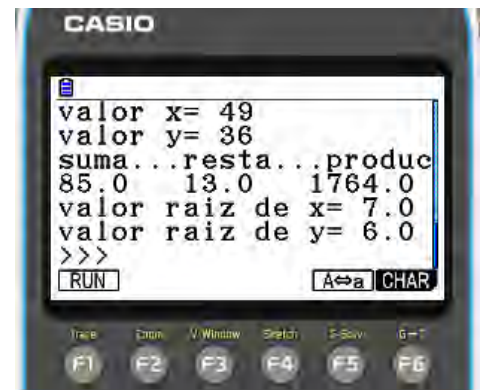 CASIO
valor x= 49
valor y= 36
suma...resta...produc
85.0 13.0 1764.0
valor raiz de x= 7.0
valor raiz de y= 6.0
>>>
RUN A⇔a CHAR
Trace Zoom V-Window Sketch G-Solv G↔T
F1 F2 F3 F4 F5 F6